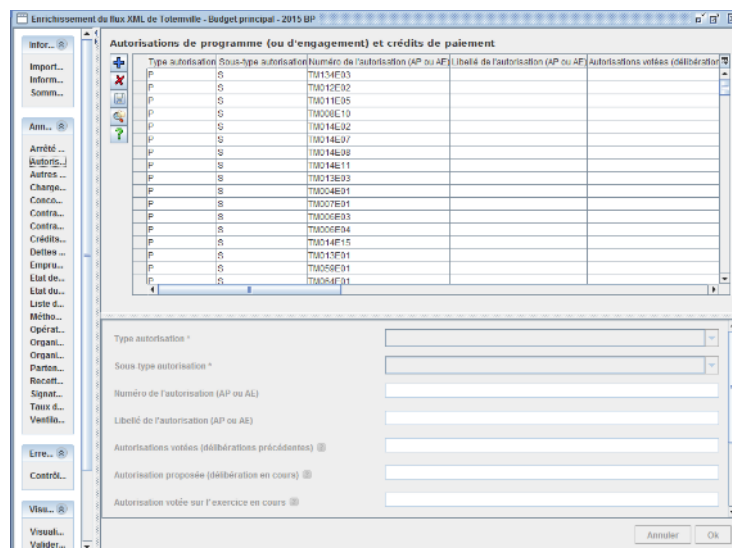 Enrichissement du flux XML de Totemville - Budget principal - 2015 BP
Infor...
Import...
Inform...
Somm...
Ann...
Arrêté ...
Autoris...
Autres ...
Charge...
Conce...
Contra...
Contra...
Crédits...
Dettes ...
Empru...
Etat de...
Etat du...
Liste d...
Métho...
Opérat...
Organi...
Organi...
Parten...
Recett...
Signat...
Taux d...
Ventila...
Erre...
Contrôl...
Visu...
Visuali...
Valider...
Autorisations de programme (ou d'engagement) et crédits de paiement
Type autorisation Sous-type autorisation Numéro de l'autorisation (AP ou AE) Libellé de l'autorisation (AP ou AE) Autorisations votées (délibération
P S TM134E03
P S TM012E02
P S TM011E05
P S TM008E10
P S TM014E02
P S TM014E07
P S TM014E08
P S TM014E11
P S TM013E03
P S TM004E01
P S TM007E01
P S TM006E03
P S TM006E04
P S TM014E15
P S TM013E01
P S TM059E01
P S TM064E01
Type autorisation *
Sous-type autorisation *
Numéro de l'autorisation (AP ou AE)
Libellé de l'autorisation (AP ou AE)
Autorisations votées (délibérations précédentes)
Autorisation proposée (délibération en cours)
Autorisation votée sur l'exercice en cours
Annuler Ok